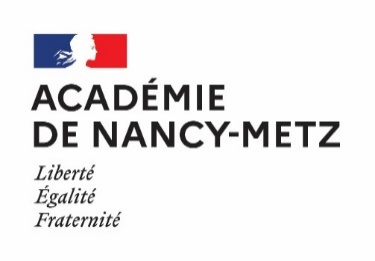 ACADÉMIE
DE NANCY-METZ
Liberté
Égalité
Fraternité